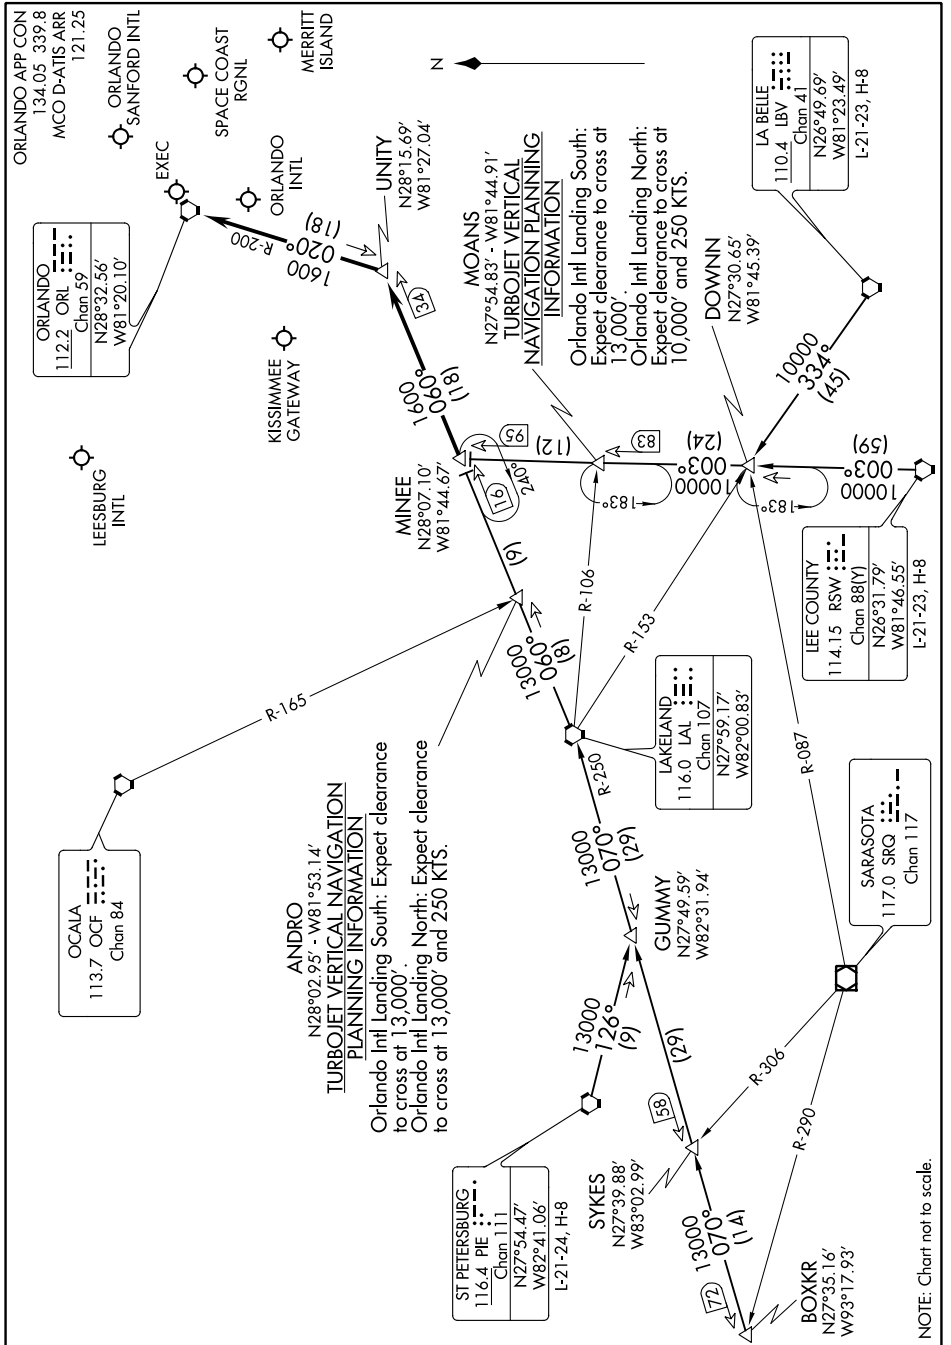 ORLANDO APP CON
134.05 339.8
MCO D-ATIS ARR
121.25
ORLANDO
SANFORD INTL
SPACE COAST
RGNL
MERRITT
ISLAND
N
EXEC
ORLANDO
INTL
ORLANDO
112.2 ORL
Chan 59
N28°32.56'
W81°20.10'
LEESBURG
INTL
KISSIMMEE
GATEWAY
R-200
1600
020°
(18)
UNITY
N28°15.69'
W81°27.04'
34
1600
060°
(18)
MINEE
N28°07.10'
W81°44.67'
95
16
240°
(12)
(9)
MOANS
N27°54.83' - W81°44.91'
TURBOJET VERTICAL
NAVIGATION PLANNING
INFORMATION
Orlando Intl Landing South:
Expect clearance to cross at
13,000'.
Orlando Intl Landing North:
Expect clearance to cross at
10,000' and 250 KTS.
83
183°
(24)
003°
10000
DOWNN
N27°30.65'
W81°45.39'
183°
LA BELLE
110.4 LBV
Chan 41
N26°49.69'
W81°23.49'
L-21-23, H-8
10000
334°
(45)
(59)
003°
10000
LEE COUNTY
114.15 RSW
Chan 88(Y)
N26°31.79'
W81°46.55'
L-21-23, H-8
R-106
R-153
R-087
R-165
OCALA
113.7 OCF
Chan 84
ANDRO
N28°02.95' - W81°53.14'
TURBOJET VERTICAL NAVIGATION
PLANNING INFORMATION
Orlando Intl Landing South: Expect clearance
to cross at 13,000'.
Orlando Intl Landing North: Expect clearance
to cross at 13,000' and 250 KTS.
13000
060°
(8)
LAKELAND
116.0 LAL
Chan 107
N27°59.17'
W82°00.83'
R-250
13000
070°
(29)
GUMMY
N27°49.59'
W82°31.94'
SARASOTA
117.0 SRQ
Chan 117
ST PETERSBURG
116.4 PIE
Chan 111
N27°54.47'
W82°41.06'
L-21-24, H-8
13000
126°
(9)
(29)
58
SYKES
N27°39.88'
W83°02.99'
R-306
R-290
13000
070°
(14)
72
BOXKR
N27°35.16'
W93°17.93'
NOTE: Chart not to scale.